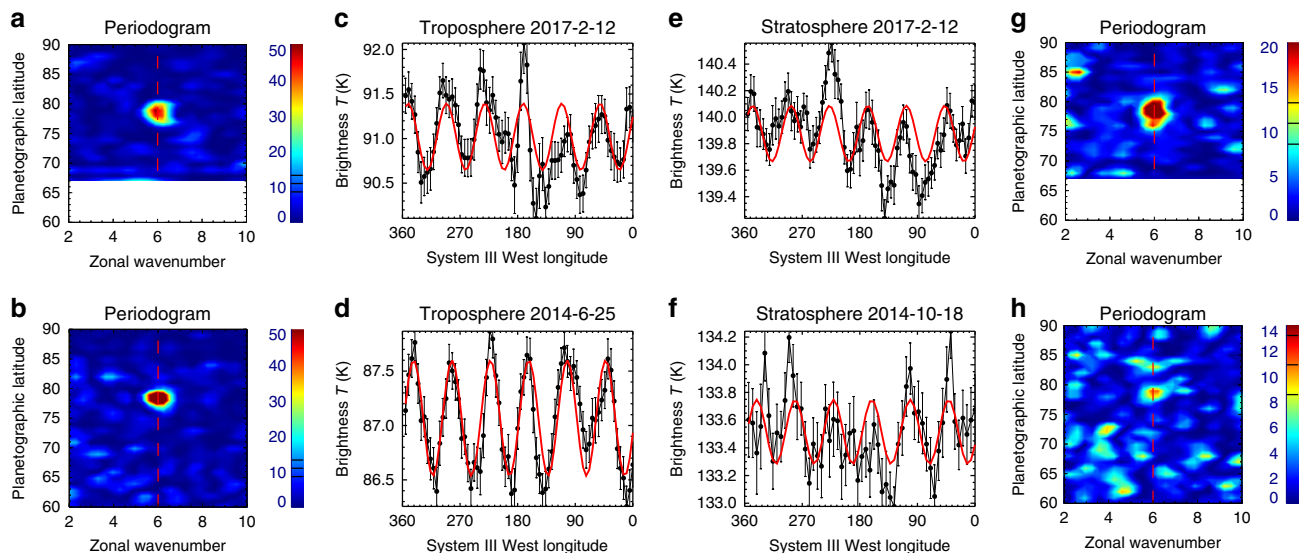 a
Periodogram
90
85
80
75
70
65
60
2 4 6 8 10
Zonal wavenumber
Planetographic latitude
50
40
30
20
10
0
c
Troposphere 2017-2-12
92.0
91.5
91.0
90.5
360 270 180 90 0
System III West longitude
Brightness T (K)
e
Stratosphere 2017-2-12
140.4
140.2
140.0
139.8
139.6
139.4
360 270 180 90 0
System III West longitude
Brightness T (K)
g
Periodogram
90
85
80
75
70
65
60
2 4 6 8 10
Zonal wavenumber
Planetographic latitude
20
15
10
5
0
b
Periodogram
90
85
80
75
70
65
60
2 4 6 8 10
Zonal wavenumber
Planetographic latitude
50
40
30
20
10
0
d
Troposphere 2014-6-25
87.5
87.0
86.5
360 270 180 90 0
System III West longitude
Brightness T (K)
f
Stratosphere 2014-10-18
134.2
134.0
133.8
133.6
133.4
133.2
133.0
360 270 180 90 0
System III West longitude
Brightness T (K)
h
Periodogram
90
85
80
75
70
65
60
2 4 6 8 10
Zonal wavenumber
Planetographic latitude
14
12
10
8
6
4
2
0